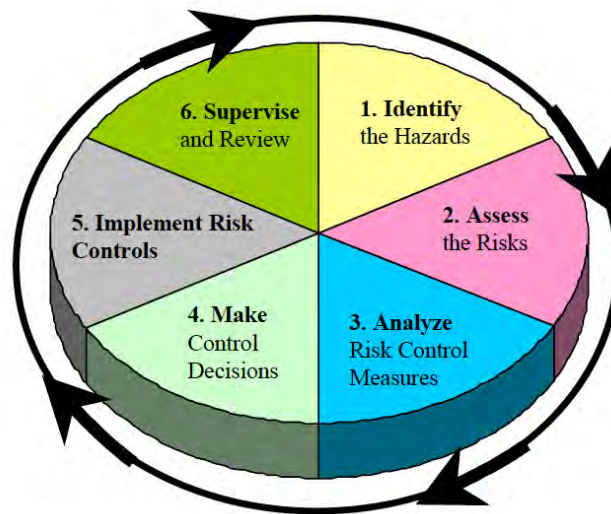 1. Identify
the Hazards
2. Assess
the Risks
3. Analyze
Risk Control
Measures
4. Make
Control
Decisions
5. Implement Risk
Controls
6. Supervise
and Review